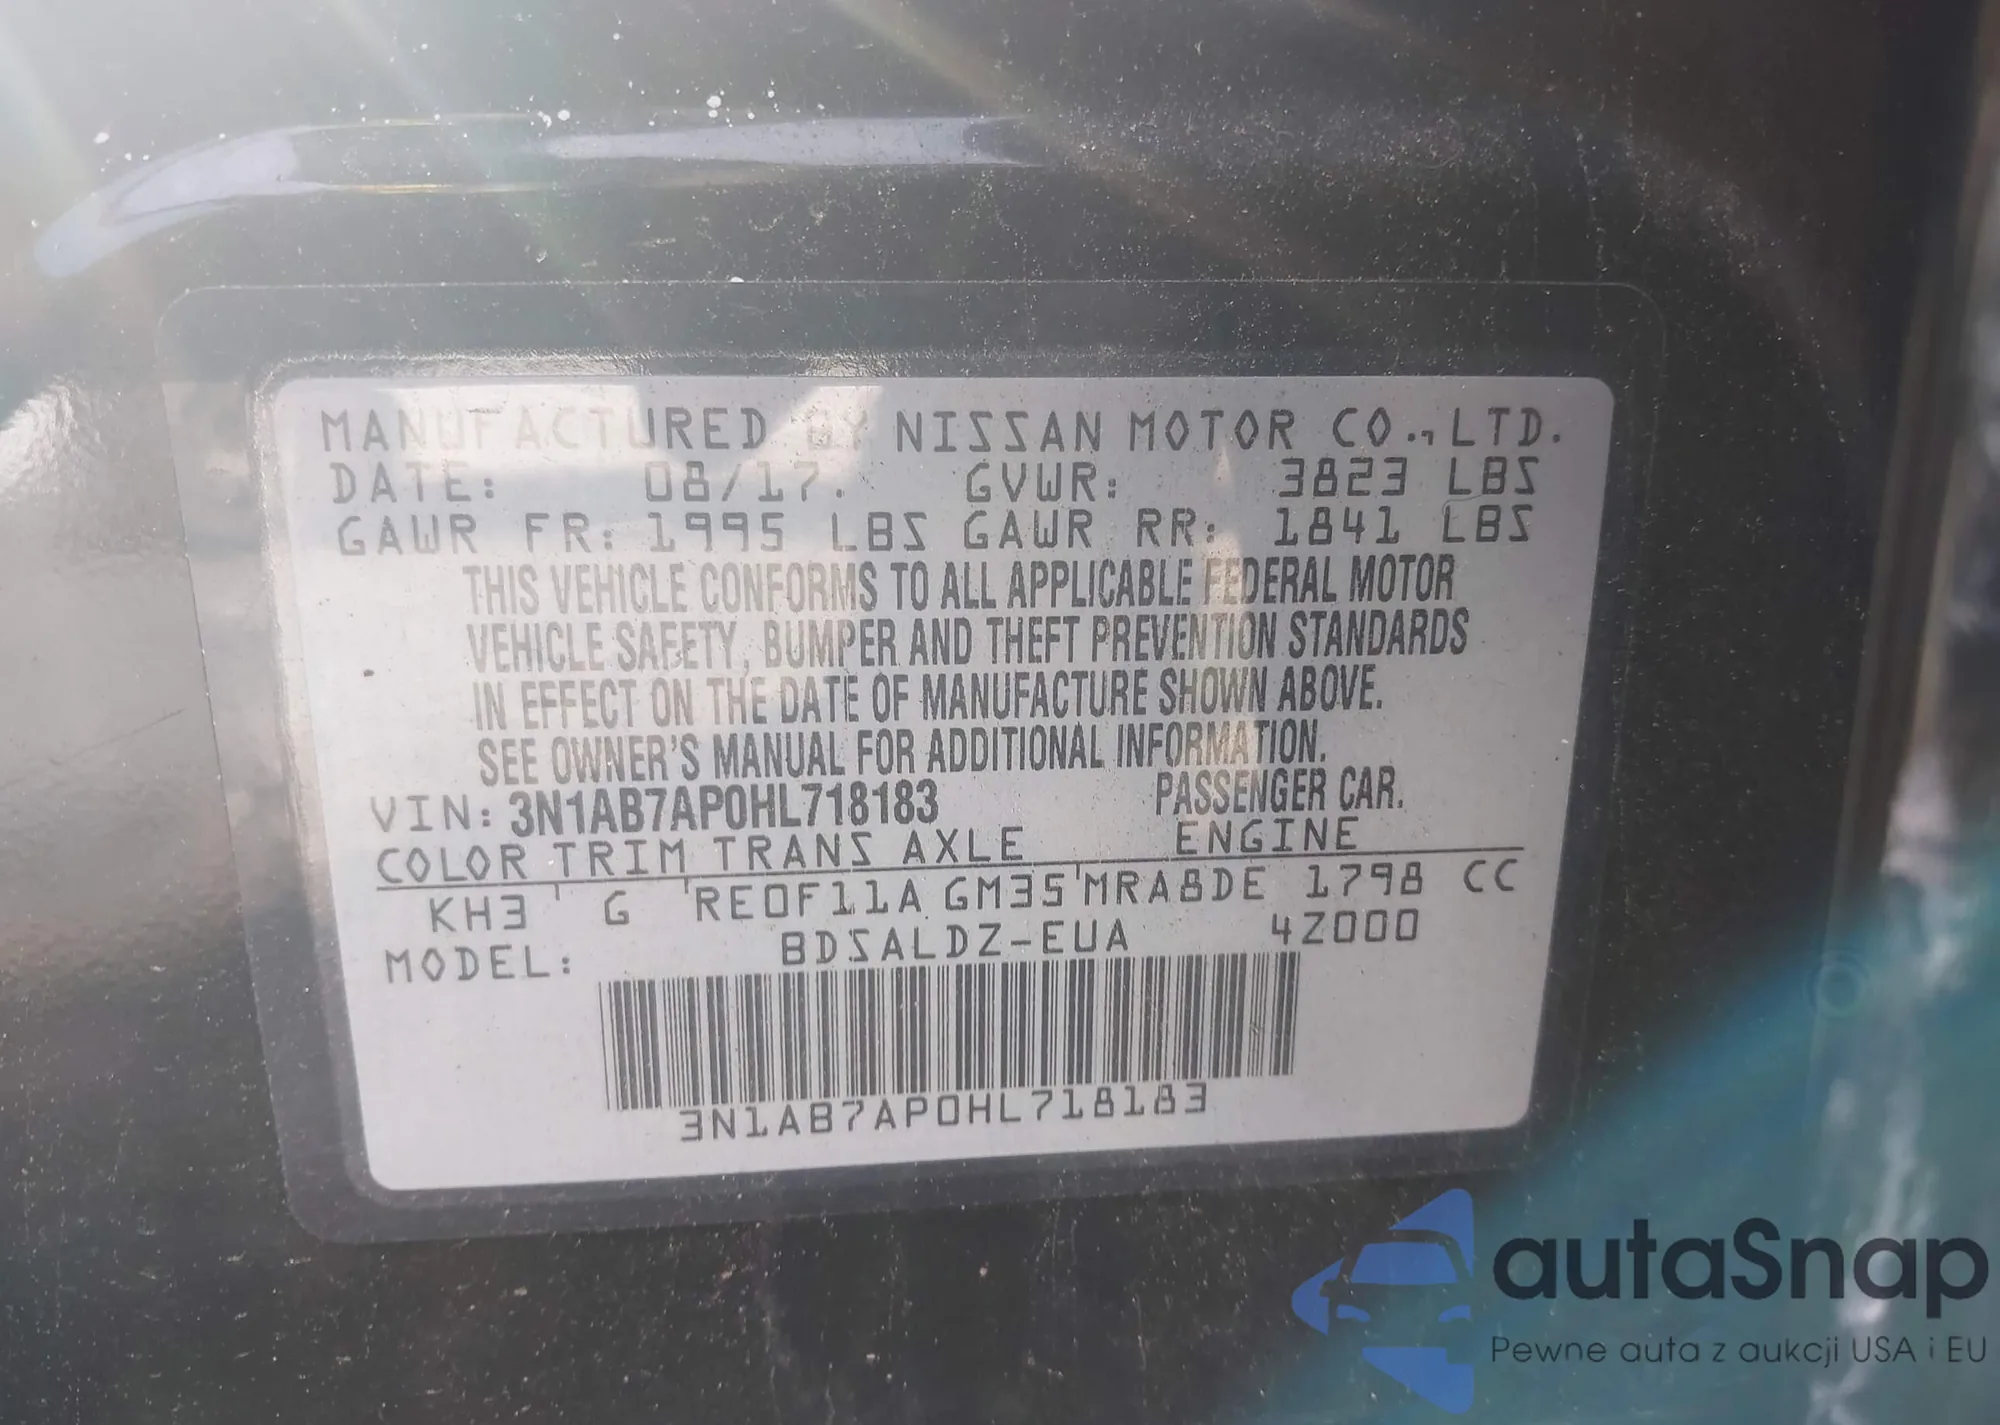 MANUFACTURED BY NISSAN MOTOR CO., LTD.
DATE: 08/17. GVWR: 3823 LBS
GAWR FR: 1995 LBS GAWR RR: 1841 LBS
THIS VEHICLE CONFORMS TO ALL APPLICABLE FEDERAL MOTOR
VEHICLE SAFETY, BUMPER AND THEFT PREVENTION STANDARDS
IN EFFECT ON THE DATE OF MANUFACTURE SHOWN ABOVE.
SEE OWNER'S MANUAL FOR ADDITIONAL INFORMATION.
VIN: 3N1AB7AP0HL718183 PASSENGER CAR.
COLOR TRIM TRANS AXLE ENGINE
KH3 ' G 'RE0F11A GM35'MRA8DE 1798 CC
MODEL: BDSALDZ-EUA 4Z000
3N1AB7AP0HL718183
autaSnap
Pewne auta z aukcji USA i EU